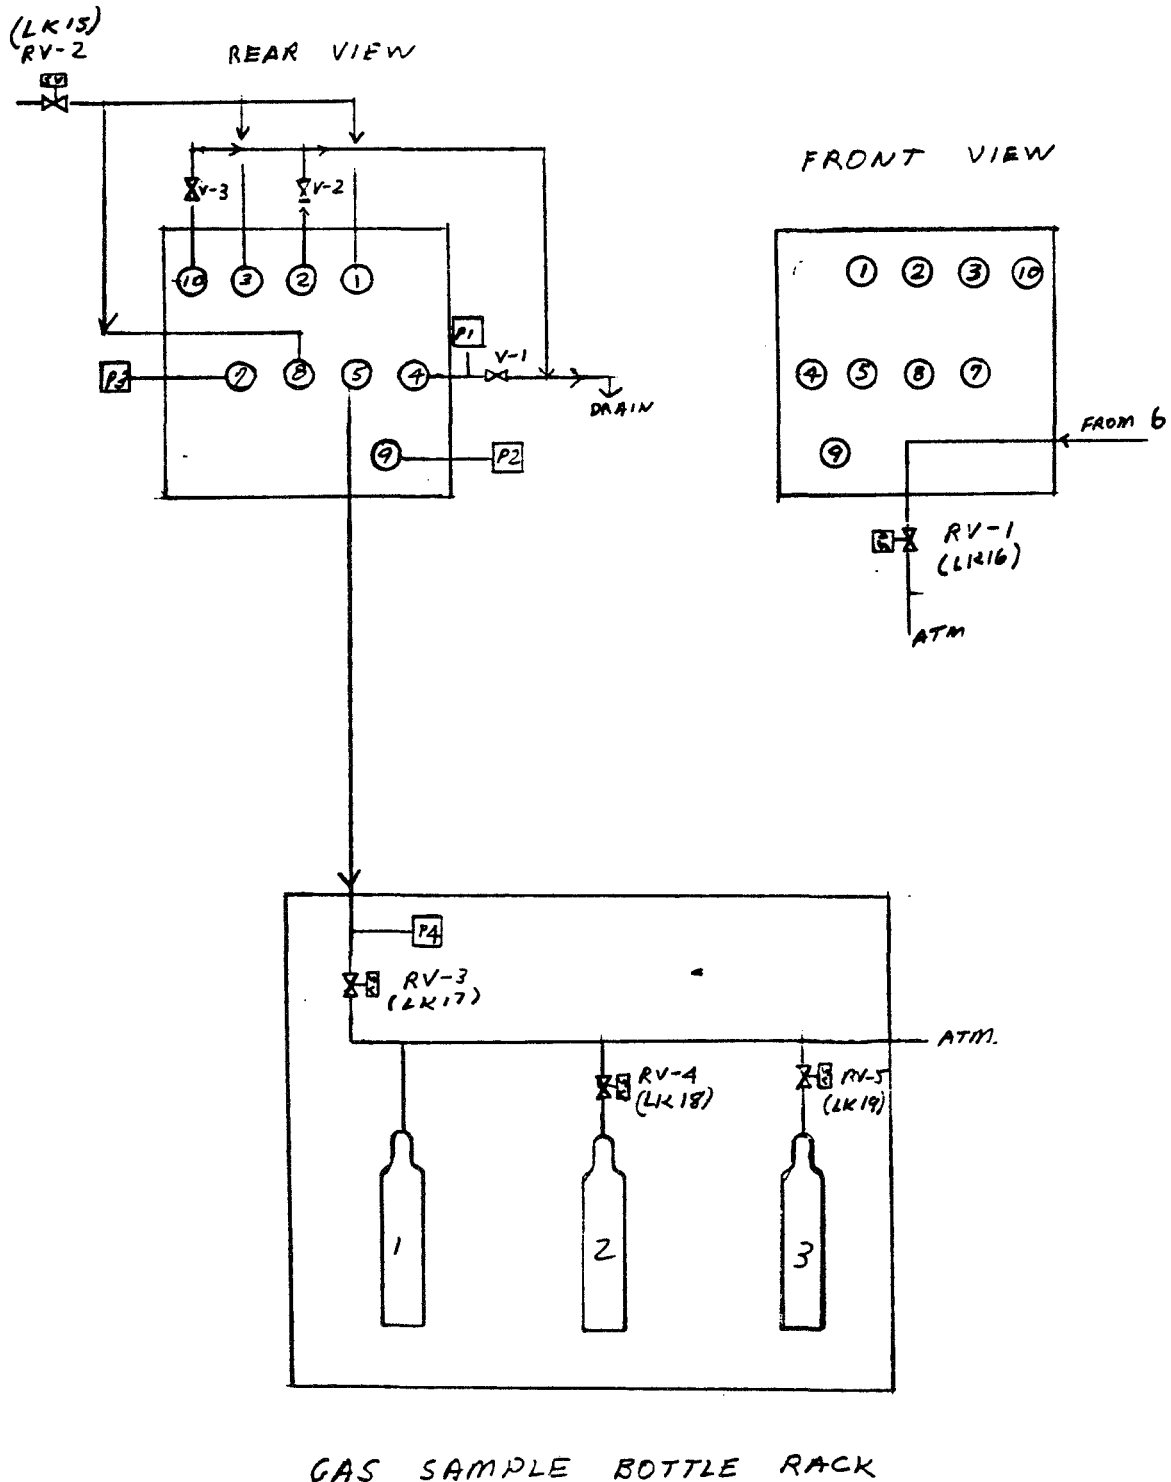 (LK15)
RV-2
REAR VIEW
V-3
V-2
10
3
2
1
P1
V-1
P3
7
8
5
4
DRAIN
9
P2
FRONT VIEW
1
2
3
10
4
5
8
7
FROM 6
9
RV-1
(LK16)
ATM
P4
RV-3
(LK17)
ATM.
RV-4
(LK18)
RV-5
(LK19)
1
2
3
GAS SAMPLE BOTTLE RACK